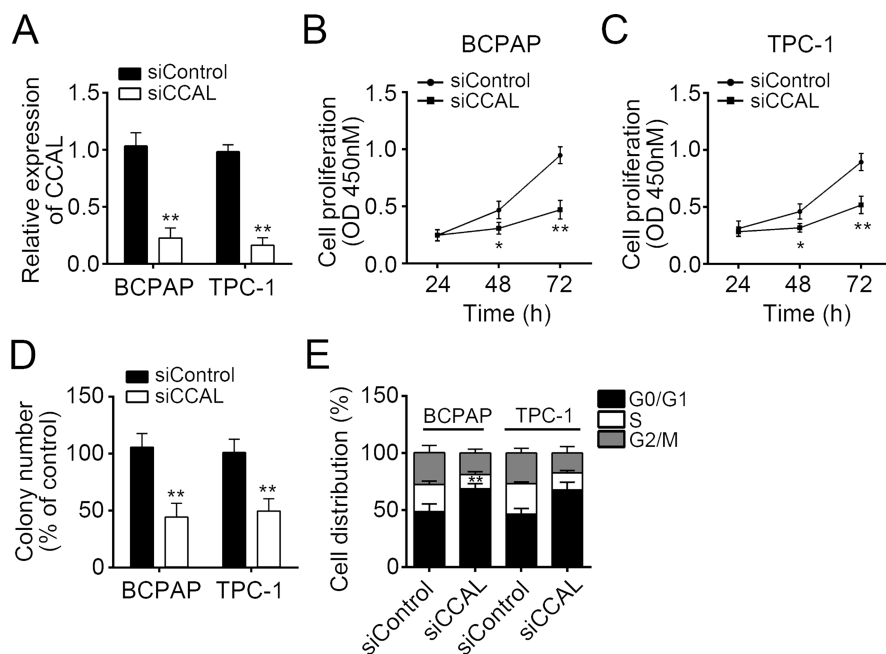 A
siControl
siCCAL
Relative expression
of CCAL
1.5
1.0
0.5
0.0
**
**
BCPAP
TPC-1
B
BCPAP
siControl
siCCAL
Cell proliferation
(OD 450nM)
1.5
1.0
0.5
0.0
*
**
24
48
72
Time (h)
C
TPC-1
siControl
siCCAL
Cell proliferation
(OD 450nM)
1.5
1.0
0.5
0.0
*
**
24
48
72
Time (h)
D
siControl
siCCAL
Colony number
(% of control)
150
100
50
0
**
**
BCPAP
TPC-1
E
Cell distribution (%)
150
100
50
0
BCPAP
TPC-1
**
G0/G1
S
G2/M
siControl
siCCAL
siControl
siCCAL